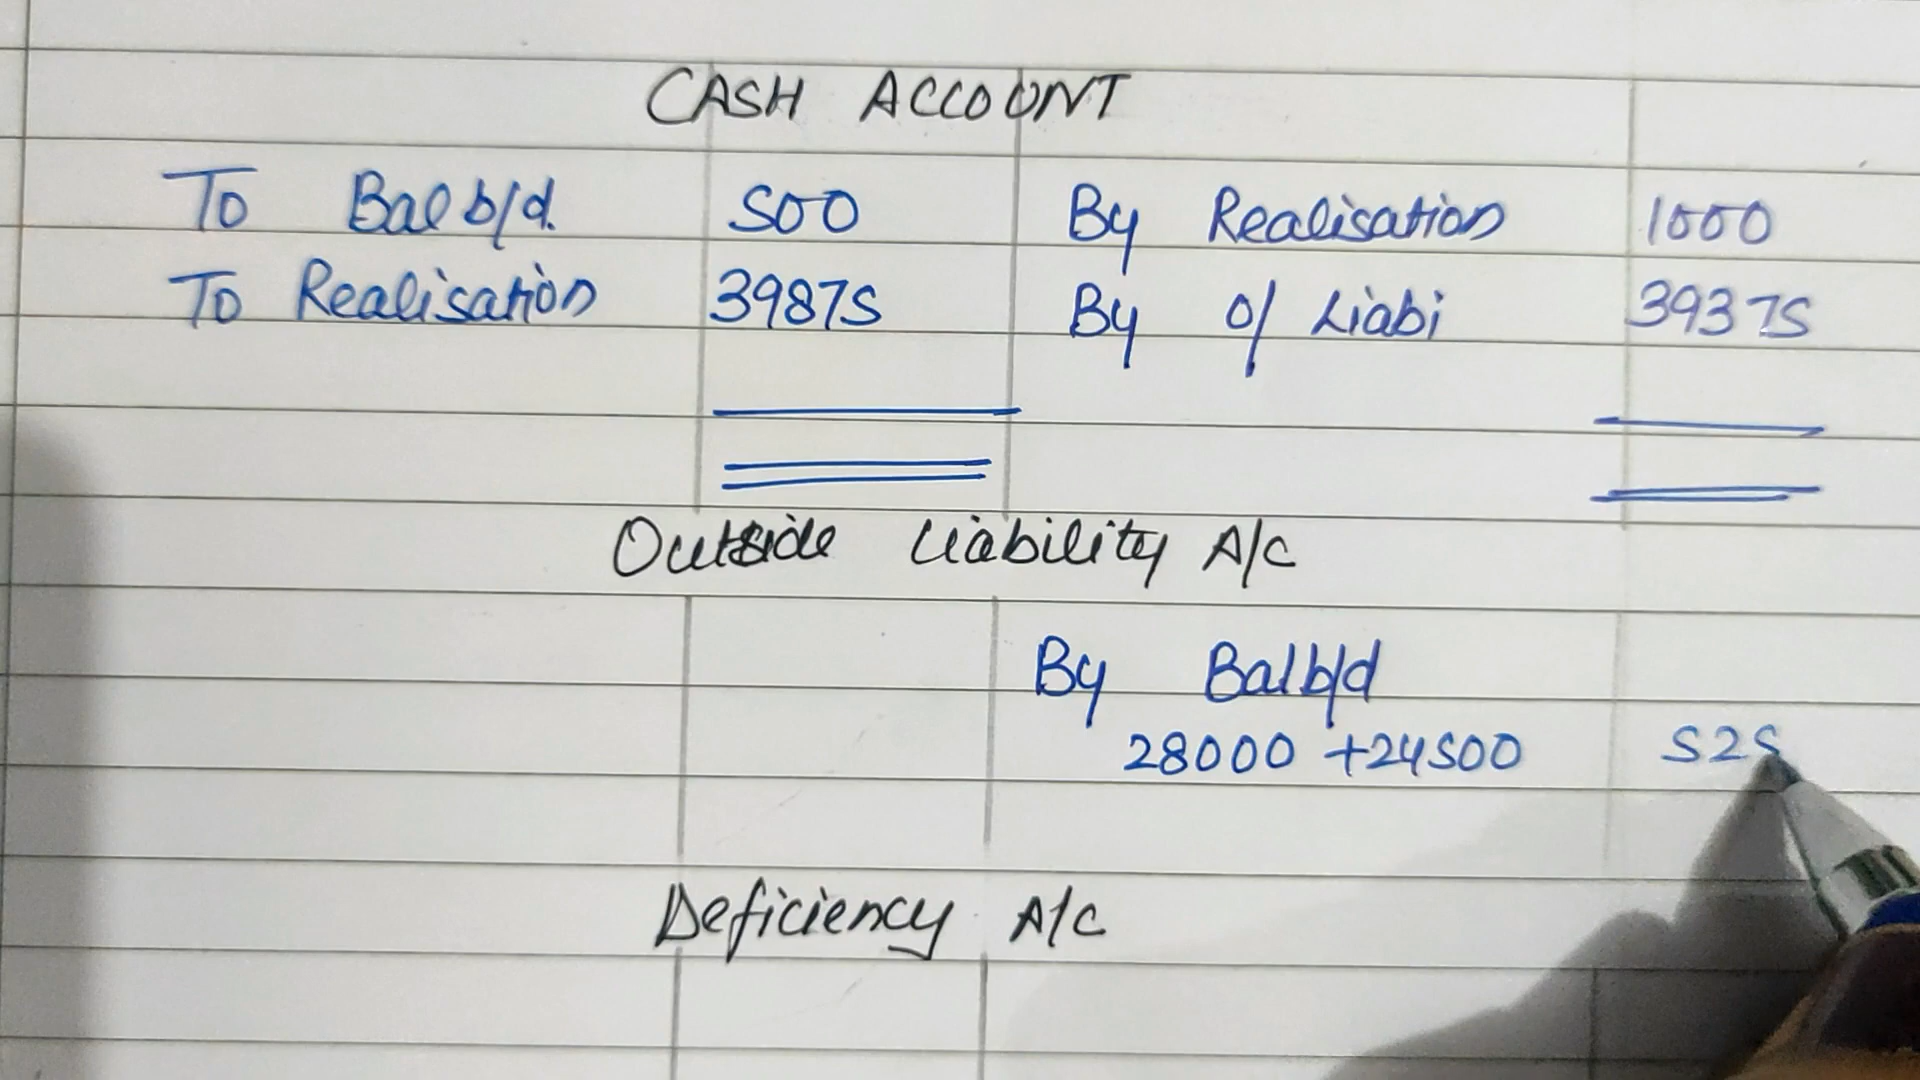 CASH ACCOUNT
To Bal b/d. 500 By Realisation 1000
To Realisation 39875 By o/ Liabi 39375
Outside Liability A/c
By Bal b/d
28000 + 24500 525
Deficiency A/c